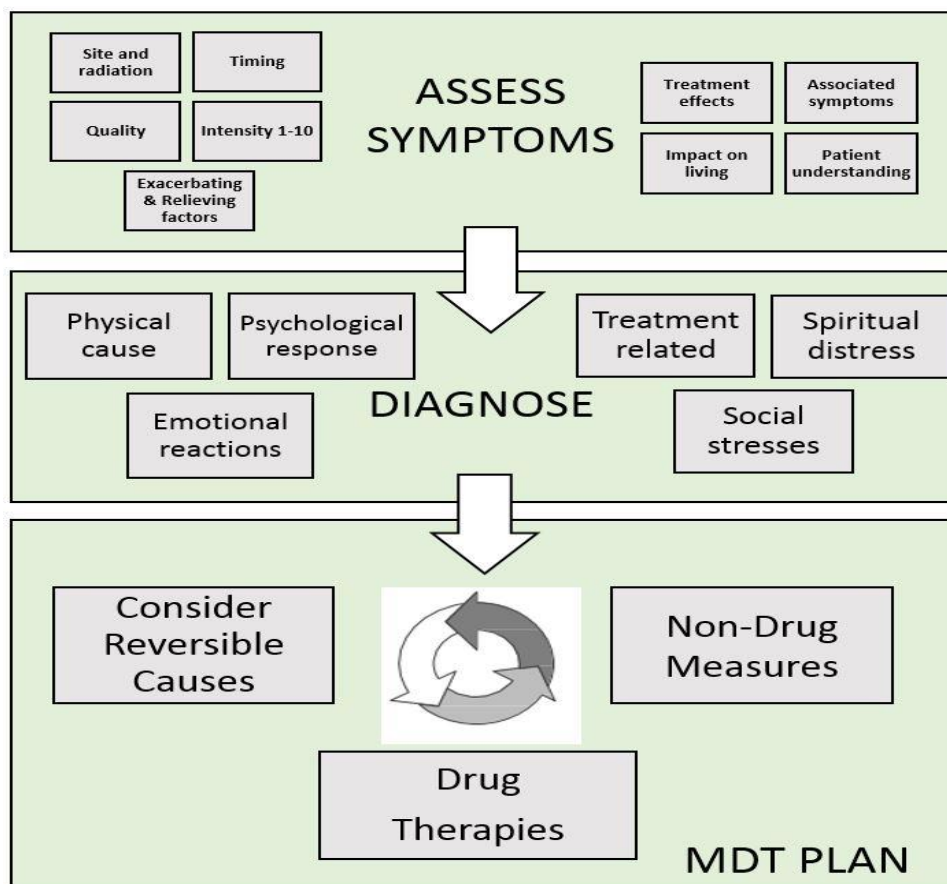 Site and
radiation
Timing
Quality
Intensity 1-10
Exacerbating
& Relieving
factors
ASSESS
SYMPTOMS
Treatment
effects
Associated
symptoms
Impact on
living
Patient
understanding
Physical
cause
Psychological
response
Emotional
reactions
DIAGNOSE
Treatment
related
Spiritual
distress
Social
stresses
Consider
Reversible
Causes
Non-Drug
Measures
Drug
Therapies
MDT PLAN